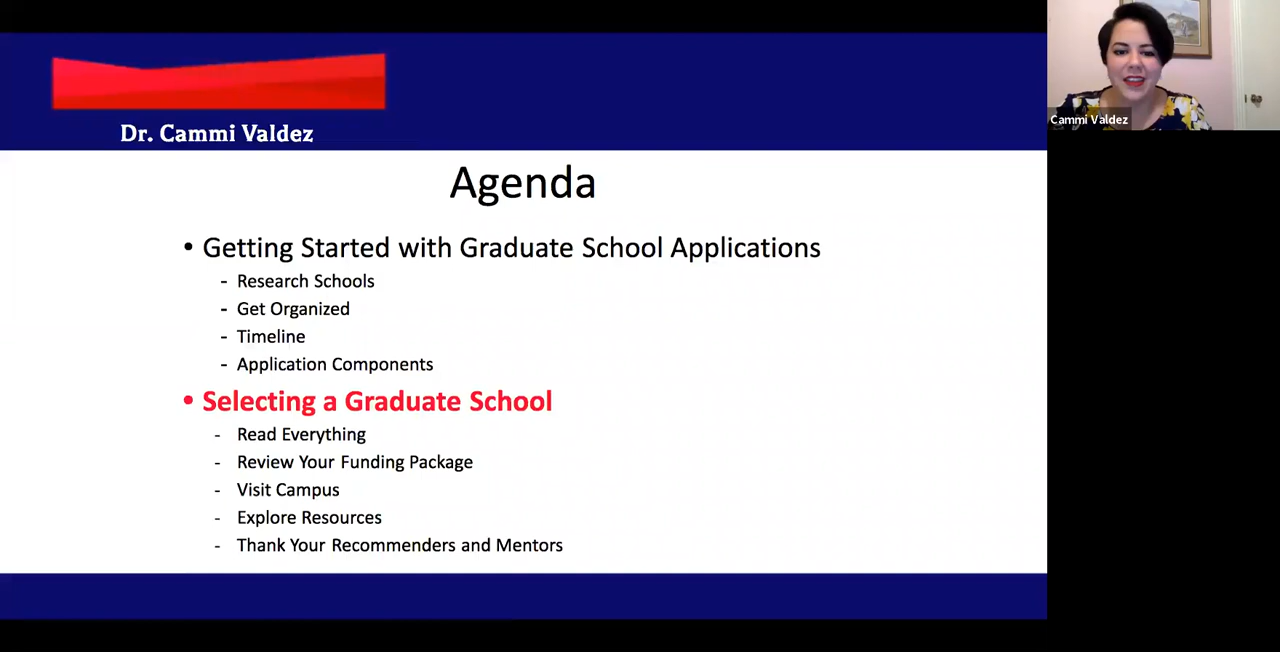 Dr. Cammi Valdez
Cammi Valdez
Agenda
• Getting Started with Graduate School Applications
- Research Schools
- Get Organized
- Timeline
- Application Components
• Selecting a Graduate School
- Read Everything
- Review Your Funding Package
- Visit Campus
- Explore Resources
- Thank Your Recommenders and Mentors